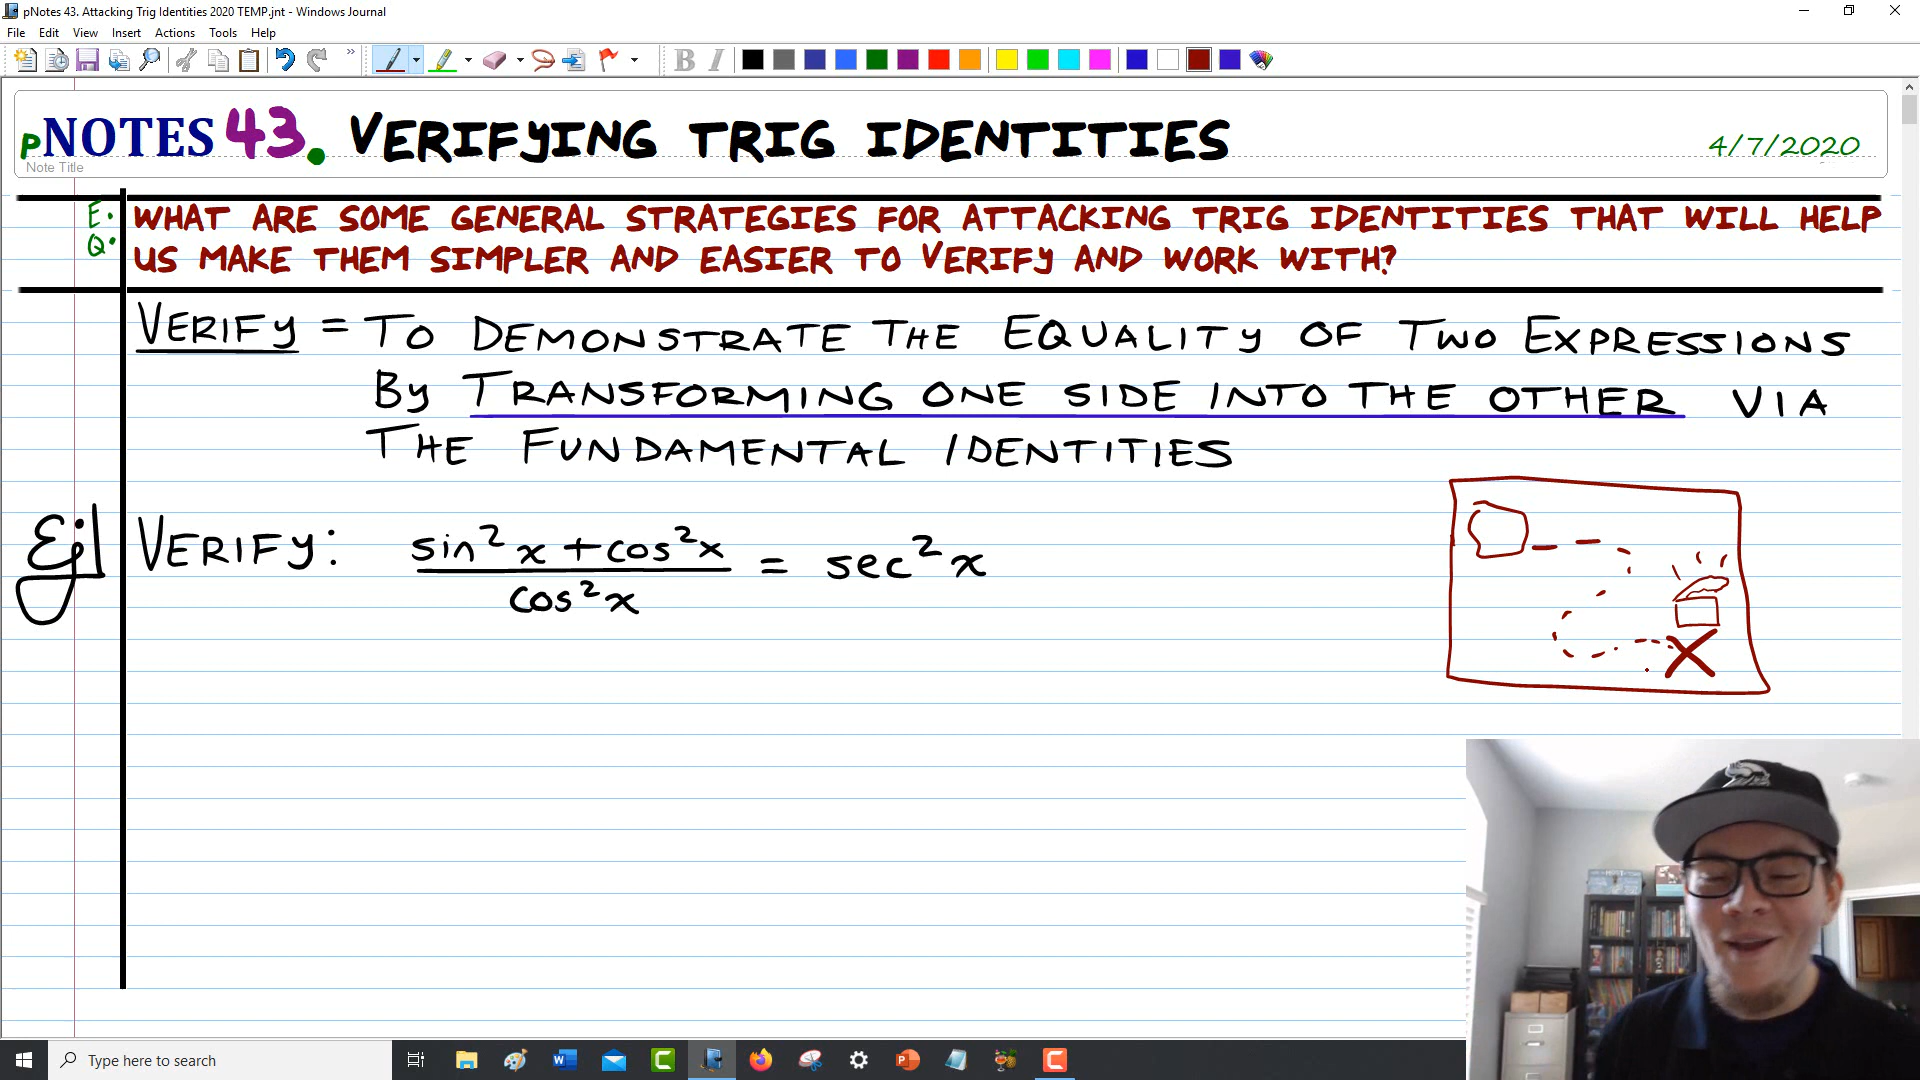 pNotes 43. Attacking Trig Identities 2020 TEMP.jnt - Windows Journal
File Edit View Insert Actions Tools Help
B I
pNOTES 43. VERIFYING TRIG IDENTITIES
4/7/2020
Note Title
E.
Q.
WHAT ARE SOME GENERAL STRATEGIES FOR ATTACKING TRIG IDENTITIES THAT WILL HELP
US MAKE THEM SIMPLER AND EASIER TO VERIFY AND WORK WITH?
VERIFY = TO DEMONSTRATE THE EQUALITY OF TWO EXPRESSIONS
BY TRANSFORMING ONE SIDE INTO THE OTHER VIA
THE FUNDAMENTAL IDENTITIES
VERIFY: sin²x + cos²x / cos²x = sec²x
X
Type here to search